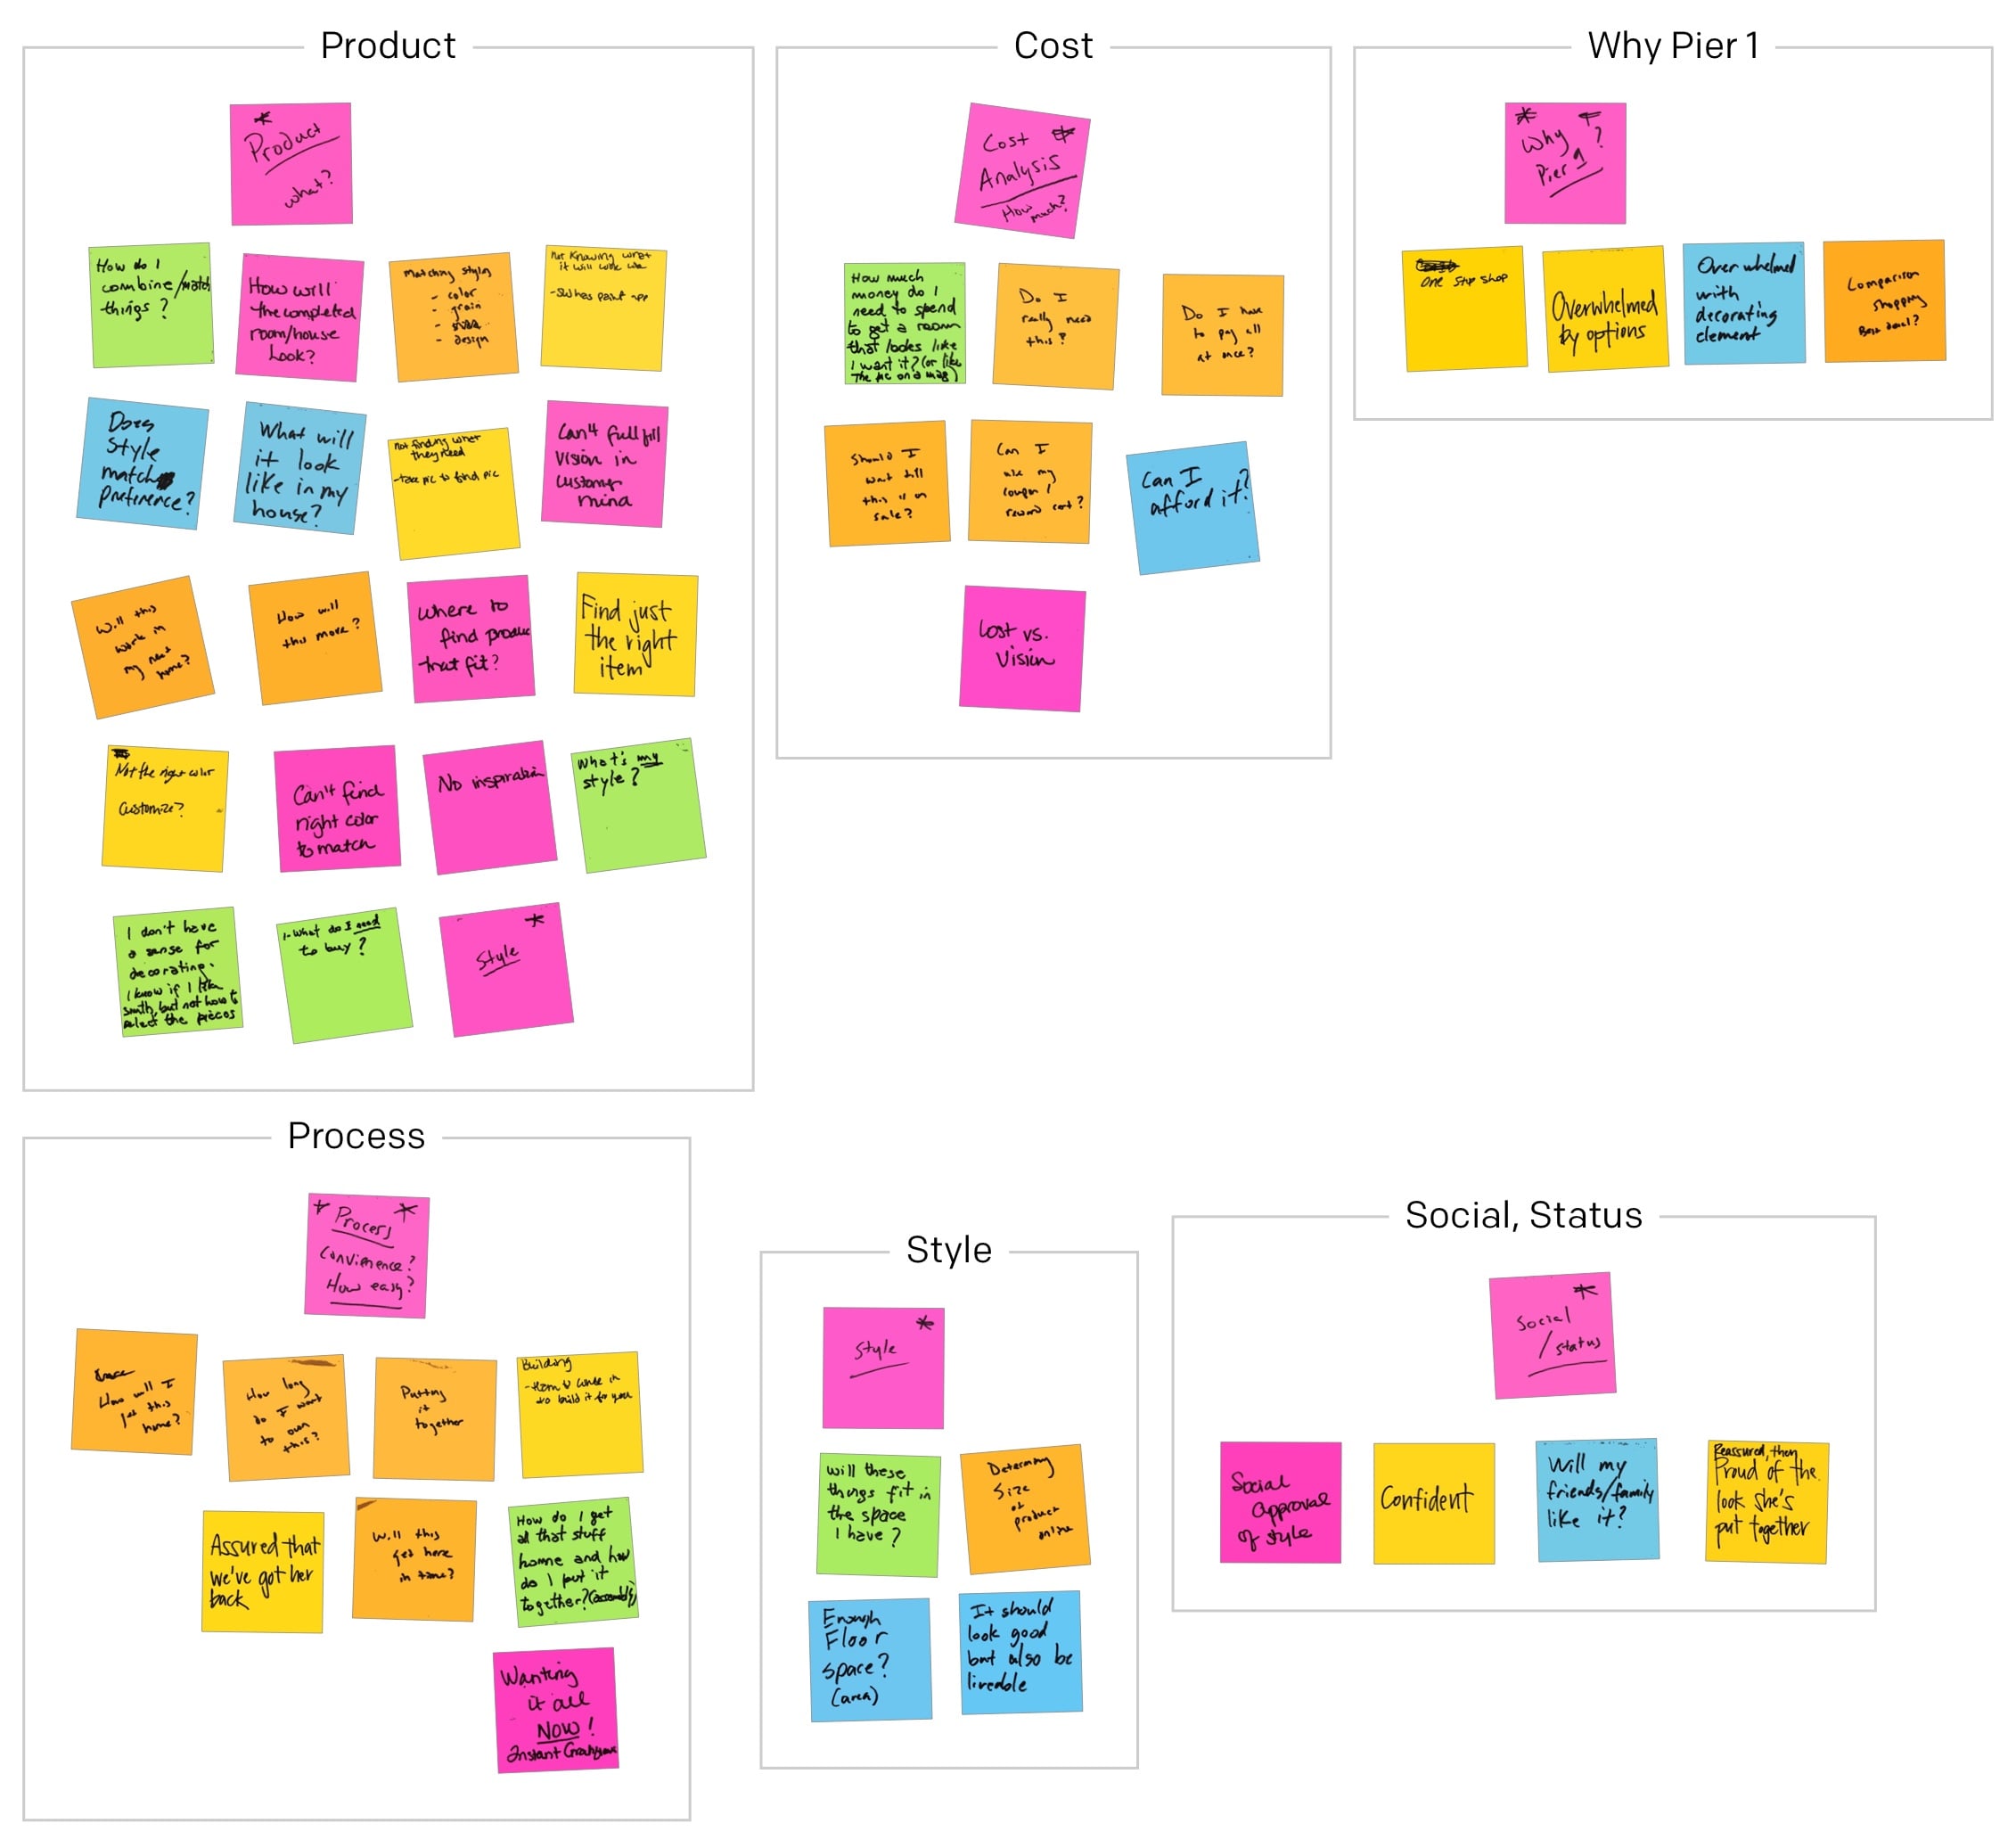 Product
Product
what?
How do I
combine/match
things?
How will
the completed
room/house
Look?
Matching styles
- color
- grain
- design
Not Knowing what
it will look like
Does
Style
match
preference?
What will
it look
like in my
house?
not finding what
they need
-take pic to find pic
Can't fullfill
vision in
customer
mind
Will this
work in
my next
home?
How will
this move?
Where to
find produc
that fit?
Find just
the right
item
Not the right color
Customize?
Can't find
right color
to match
No inspiration
What's my
style?
I don't have
a sense for
decorating.
I know if I like
smth, but not how to
select the pieces
What do I need
to buy?
Style
Cost
Cost
Analysis
How
much?
How much
money do I
need to spend
to get a room
that looks like
I want it? (or like
the pic on a mag)
Do I
really need
this?
Do I have
to pay all
at once?
Should I
wait till
this is on
sale?
Can I
use my
coupon/
reward cert?
Can I
afford it?
Cost vs.
Vision
Why Pier 1
Why ?
Pier 1
One stop shop
Overwhelmed
by options
Overwhelmed
with
decorating
element
Comparison
shopping
Best deal?
Process
Process
Convienence?
How easy?
How will I
get this
home?
How long
do I want
to own
this?
Putting
it
together
Building
to build it for you
Assured that
we've got her
back
Will this
get here
in time?
How do I get
all that stuff
home and how
do I put it
together? (assembly)
Wanting
it all
NOW!
Instant
Style
Style
Will these
things fit in
the space
I have?
Determing
Size
of
product
online
Enough
Floor
space?
(area)
It should
look good
but also be
liveable
Social, Status
Social
/ status
Social
approval
of style
Confident
Will my
friends/family
like it?
Reassured, then
Proud of the
look she's
put together